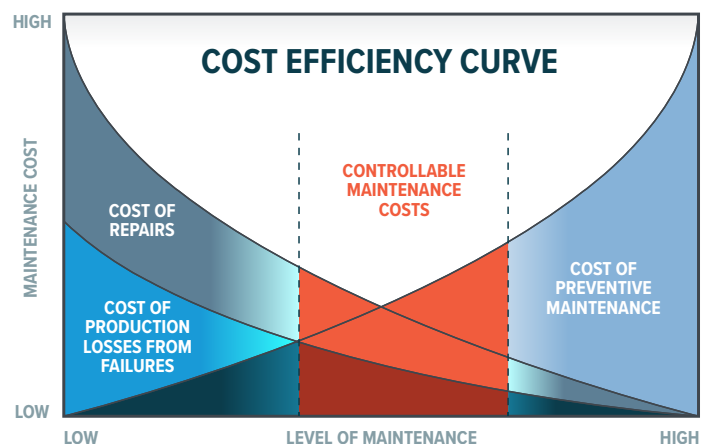 HIGH
COST EFFICIENCY CURVE
MAINTENANCE COST
CONTROLLABLE
MAINTENANCE
COSTS
COST OF
REPAIRS
COST OF
PREVENTIVE
MAINTENANCE
COST OF
PRODUCTION
LOSSES FROM
FAILURES
LOW
LOW
LEVEL OF MAINTENANCE
HIGH